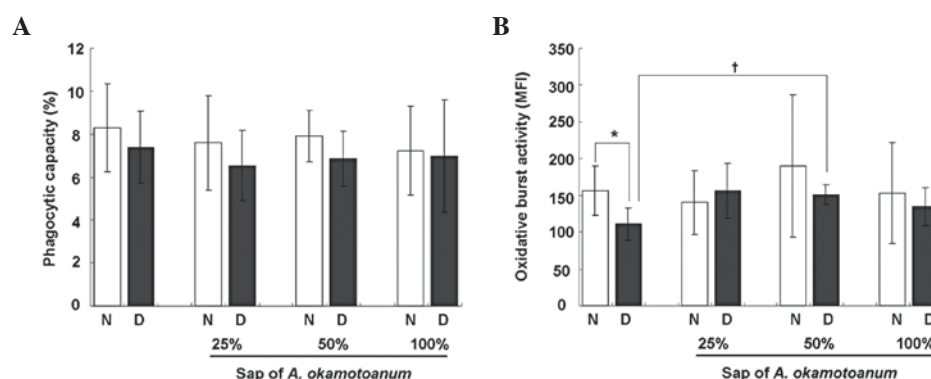 A
Phagocytic capacity (%)
12
10
8
6
4
2
0
N D N D N D N D
25% 50% 100%
Sap of A. okamotoanum
B
Oxidative burst activity (MFI)
350
300
250
200
150
100
50
0
†
*
N D N D N D N D
25% 50% 100%
Sap of A. okamotoanum